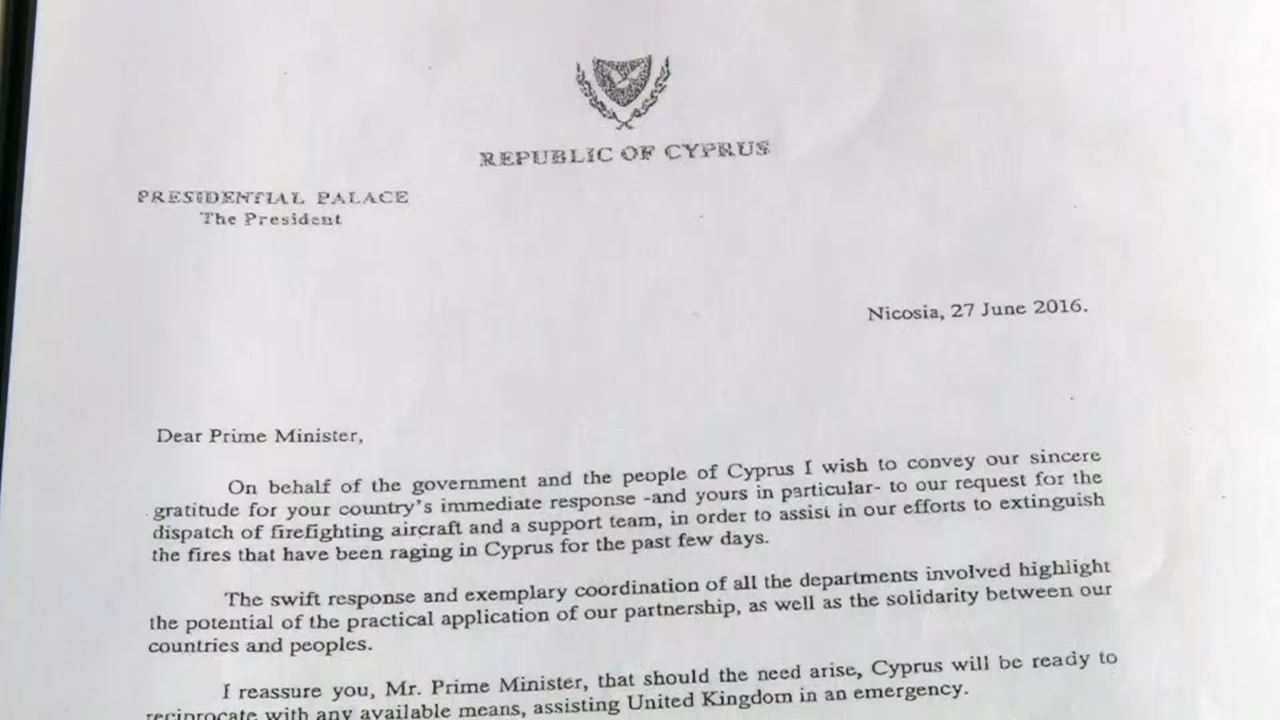 REPUBLIC OF CYPRUS
PRESIDENTIAL PALACE
The President
Nicosia, 27 June 2016.
Dear Prime Minister,
On behalf of the government and the people of Cyprus I wish to convey our sincere
gratitude for your country's immediate response -and yours in particular- to our request for the
dispatch of firefighting aircraft and a support team, in order to assist in our efforts to extinguish
the fires that have been raging in Cyprus for the past few days.
The swift response and exemplary coordination of all the departments involved highlight
the potential of the practical application of our partnership, as well as the solidarity between our
countries and peoples.
I reassure you, Mr. Prime Minister, that should the need arise, Cyprus will be ready to
reciprocate with any available means, assisting United Kingdom in an emergency.